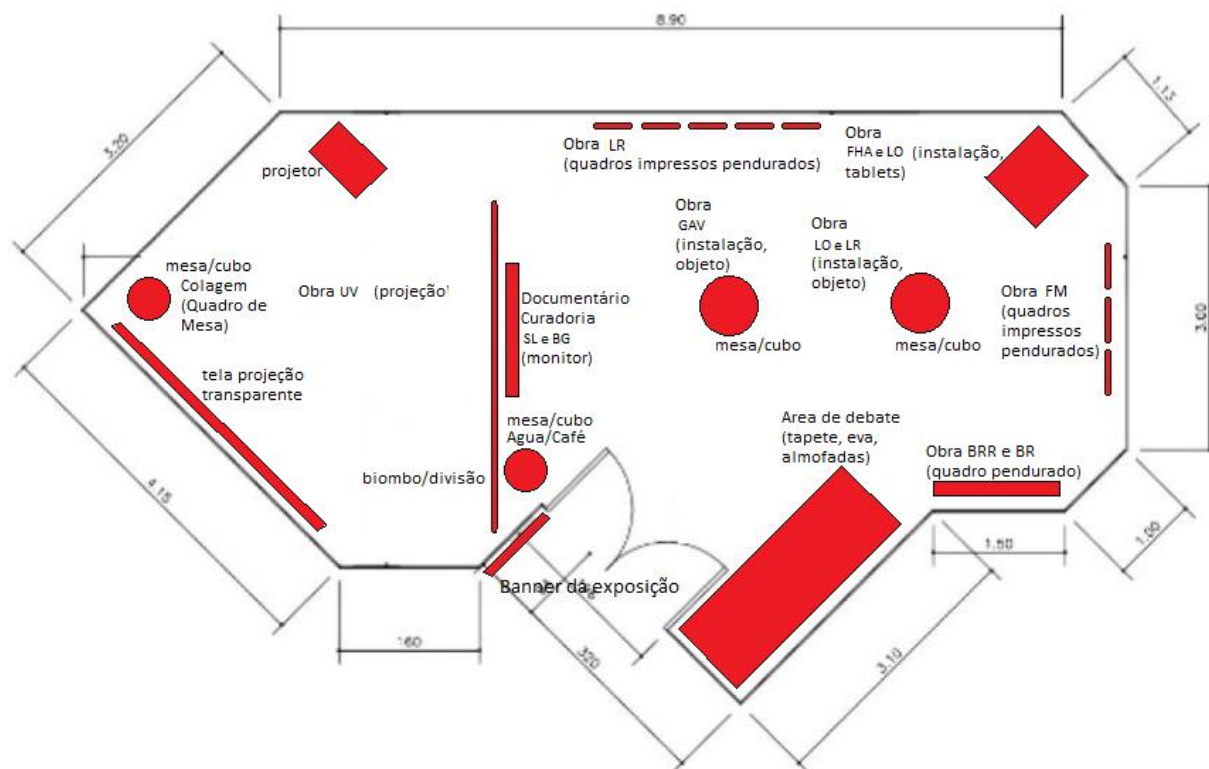 8.90
1.13
3.20
projetor
Obra LR
(quadros impressos pendurados)
Obra
FHA e LO (instalação,
tablets)
mesa/cubo
Colagem
(Quadro de
Mesa)
Obra UV (projeção)
Obra
GAV
(instalação,
objeto)
mesa/cubo
Obra
LO e LR
(instalação,
objeto)
mesa/cubo
Documentário
Curadoria
SL e BG
(monitor)
Obra FM
(quadros
impressos
pendurados)
3.60
tela projeção
transparente
mesa/cubo
Agua/Café
biombo/divisão
Area de debate
(tapete, eva,
almofadas)
Obra BRR e BR
(quadro pendurado)
4.15
1.00
1.50
Banner da exposição
160
320
3.10